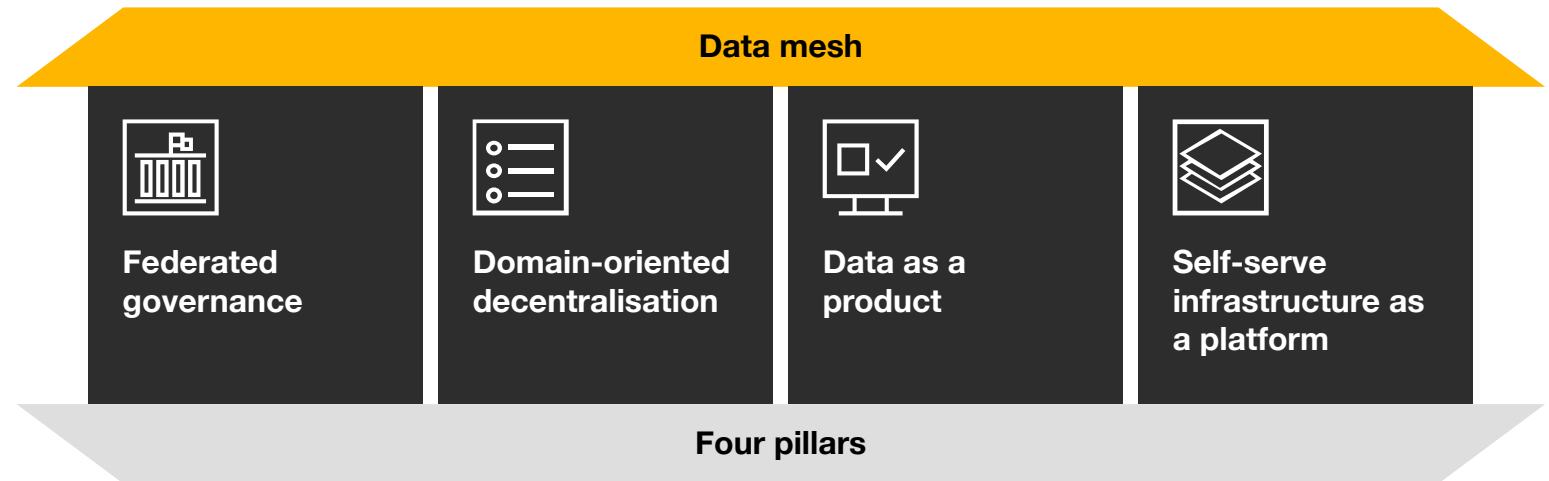 Data mesh
Federated
governance
Domain-oriented
decentralisation
Data as a
product
Self-serve
infrastructure as
a platform
Four pillars